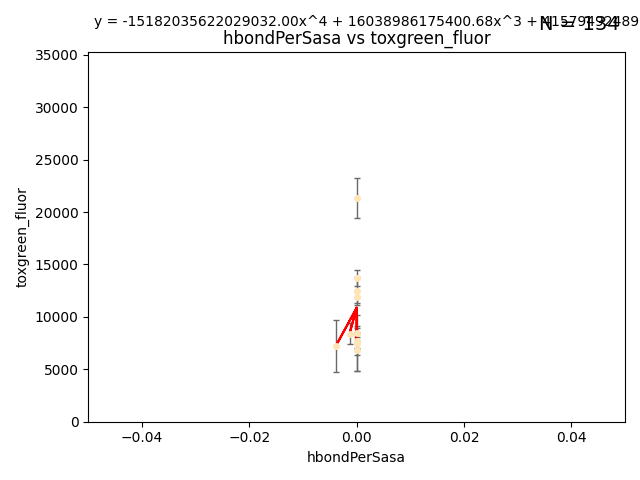 y = -15182035622029032.00x^4 + 16038986175400.68x^3 +
N = 134
hbondPerSasa vs toxgreen_fluor
35000
30000
25000
20000
15000
10000
5000
0
toxgreen_fluor
−0.04
−0.02
0.00
0.02
0.04
hbondPerSasa